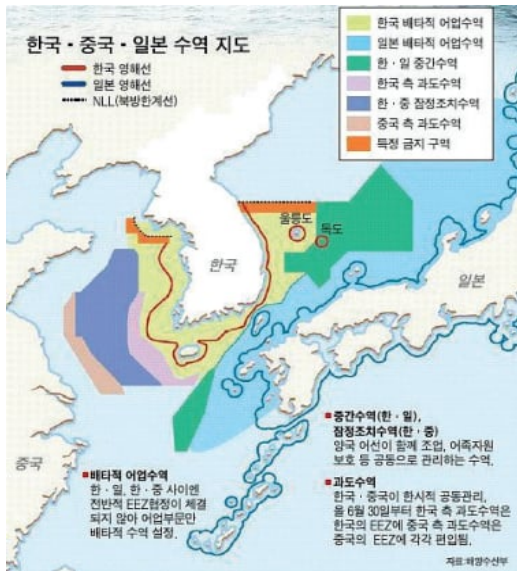 한국·중국·일본 수역 지도
한국 영해선
일본 영해선
NLL(북방한계선)
한국 배타적 어업수역
일본 배타적 어업수역
한·일 중간수역
한국 측 과도수역
한·중 잠정조치수역
중국 측 과도수역
특정 금지 구역
울릉도
독도
한국
일본
중국
■배타적 어업수역
한·일, 한·중 사이엔
전반적 EEZ협정이 체결
되지 않아 어업부문만
배타적 수역 설정.
■중간수역(한·일),
잠정조치수역(한·중)
양국 어선이 함께 조업, 어족자원
보호 등 공동으로 관리하는 수역.
■과도수역
한국·중국이 한시적 공동관리,
올 6월 30일부터 한국 측 과도수역은
한국의 EEZ에 중국 측 과도수역은
중국의 EEZ에 각각 편입됨.
자료:해양수산부